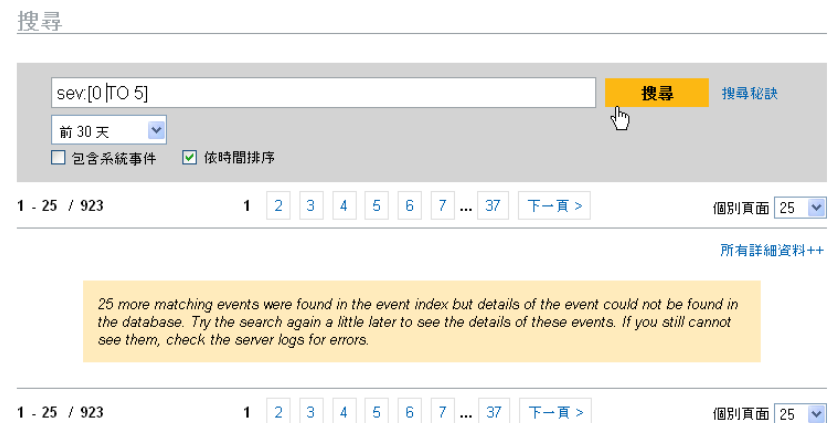 搜尋
sev:[0 TO 5]
搜尋
搜尋秘訣
前 30 天
包含系統事件
依時間排序
1 - 25 / 923
1 2 3 4 5 6 7 ... 37 下一頁 >
個別頁面 25
所有詳細資料++
25 more matching events were found in the event index but details of the event could not be found in
the database. Try the search again a little later to see the details of these events. If you still cannot
see them, check the server logs for errors.
1 - 25 / 923
1 2 3 4 5 6 7 ... 37 下一頁 >
個別頁面 25